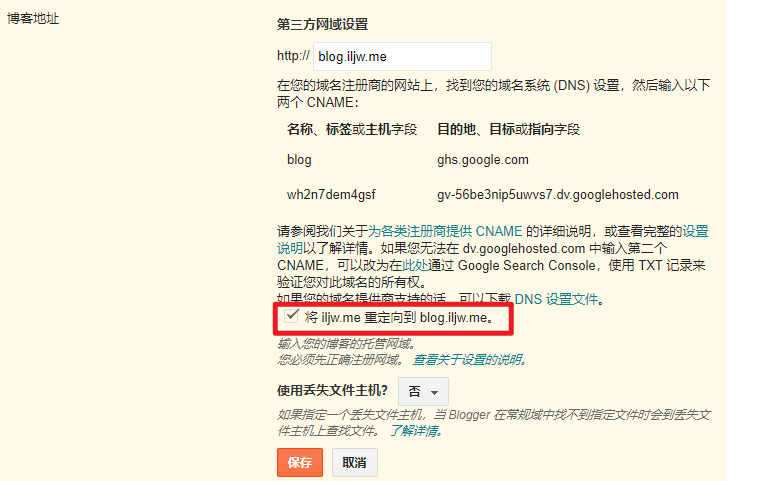 博客地址
第三方网域设置
http:// blog.iljw.me
在您的域名注册商的网站上，找到您的域名系统 (DNS) 设置，然后输入以下
两个 CNAME：
名称、标签或主机字段 目的地、目标或指向字段
blog ghs.google.com
wh2n7dem4gsf gv-56be3nip5uwvs7.dv.googlehosted.com
请参阅我们关于为各类注册商提供 CNAME 的详细说明，或查看完整的设置
说明以了解详情。如果您无法在 dv.googlehosted.com 中输入第二个
CNAME，可以改为在此处通过 Google Search Console，使用 TXT 记录来
验证您对此域名的所有权。
如果您的域名提供商支持的话，可以下载 DNS 设置文件。
将 iljw.me 重定向到 blog.iljw.me。
输入您的博客的托管网域。
您必须先正确注册网域。 查看关于设置的说明。
使用丢失文件主机？ 否
如果指定一个丢失文件主机，当 Blogger 在常规域中找不到指定文件时会到丢失文
件主机上查找文件。 了解详情。
保存 取消